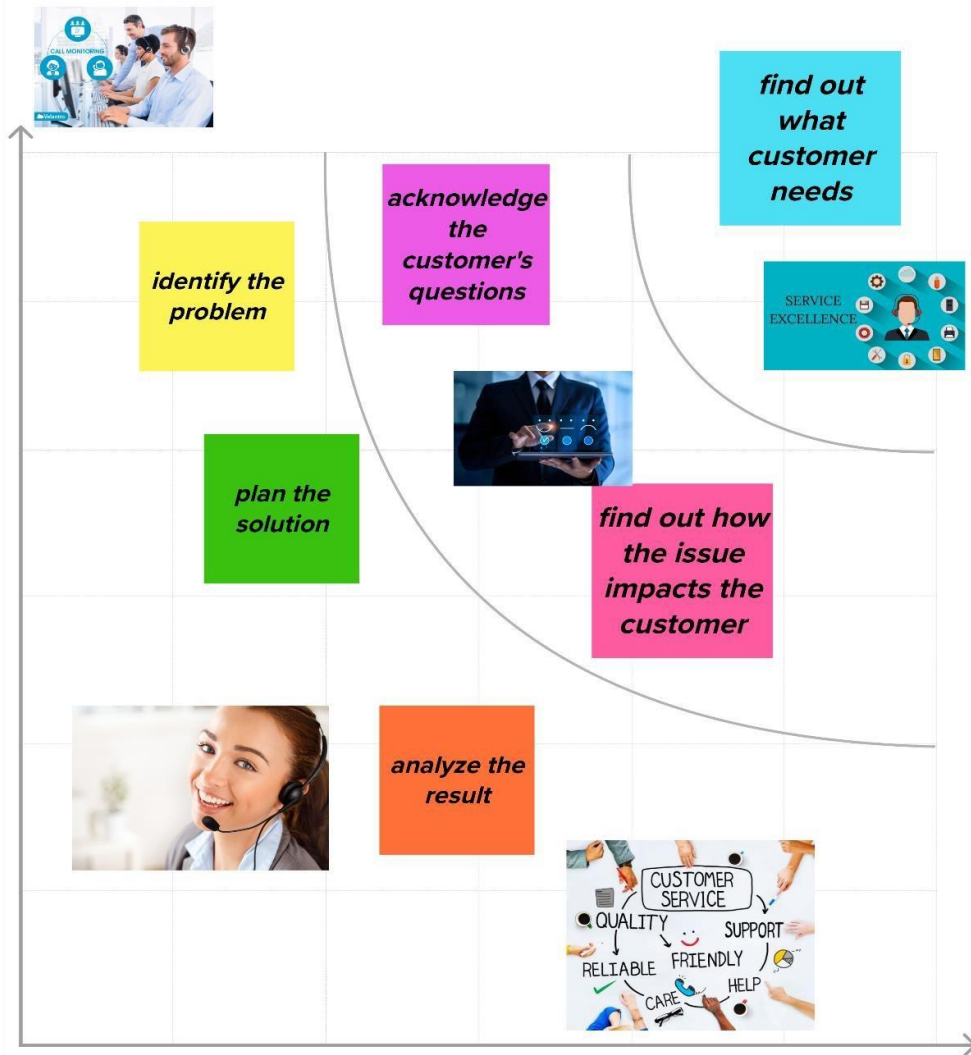 CALL MONITORING
Velantro
find out
what
customer
needs
acknowledge
the
customer's
questions
identify the
problem
SERVICE
EXCELLENCE
plan the
solution
find out how
the issue
impacts the
customer
analyze the
result
CUSTOMER
SERVICE
QUALITY
SUPPORT
RELIABLE
FRIENDLY
HELP
CARE